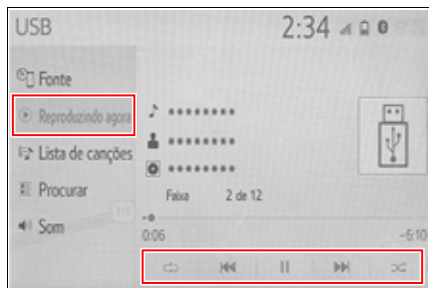 USB 2:34
Fonte
Reproduzindo agora
Lista de canções
Procurar
Som
********
********
********
Faixa 2 de 12
0:06 -6:10